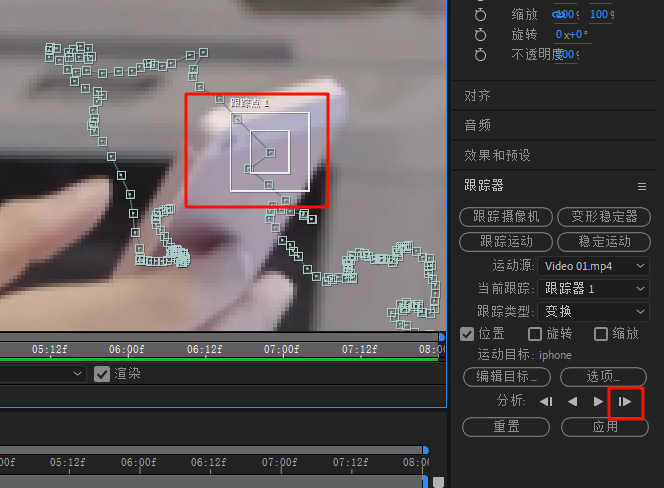 缩放 100% 100%
旋转 0x+0°
不透明度
对齐
音频
效果和预设
跟踪器
跟踪点 1
跟踪摄像机 变形稳定器
跟踪运动 稳定运动
运动源: Video 01.mp4
当前跟踪: 跟踪器 1
跟踪类型: 变换
位置 旋转 缩放
运动目标: iphone
编辑目标... 选项...
分析:
重置 应用
05:12f 06:00f 06:12f 07:00f 07:12f 08:00
渲染
00f 05:12f 06:00f 06:12f 07:00f 07:12f 08:00f